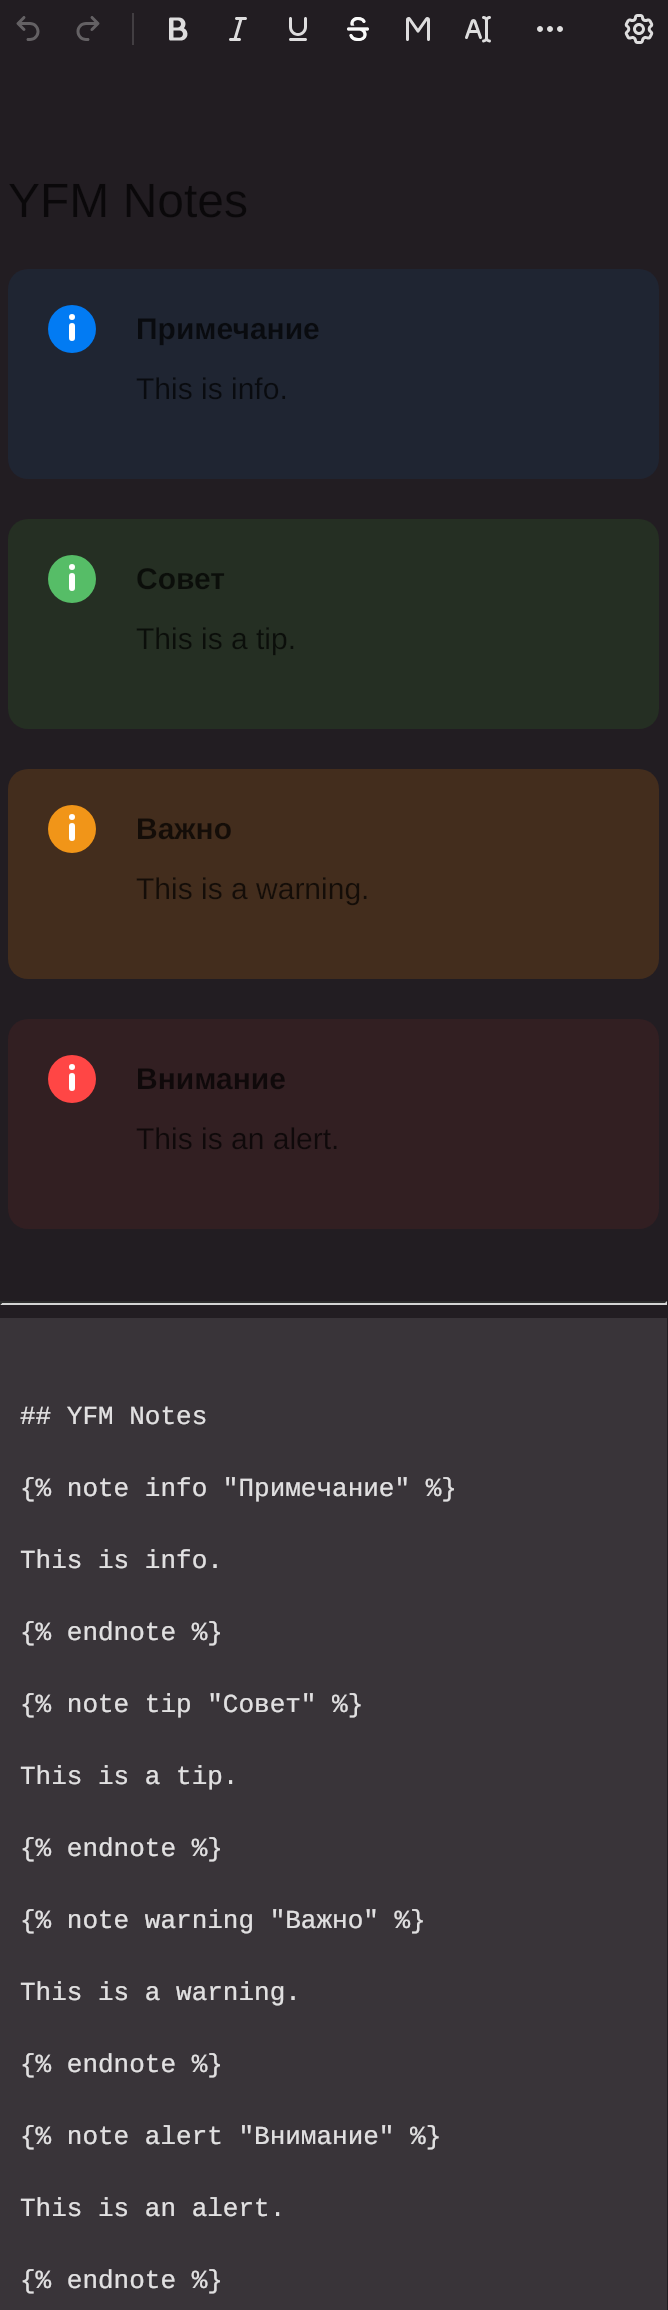 B I U S M AI
YFM Notes
Примечание
This is info.
Совет
This is a tip.
Важно
This is a warning.
Внимание
This is an alert.
## YFM Notes
{% note info "Примечание" %}
This is info.
{% endnote %}
{% note tip "Совет" %}
This is a tip.
{% endnote %}
{% note warning "Важно" %}
This is a warning.
{% endnote %}
{% note alert "Внимание" %}
This is an alert.
{% endnote %}